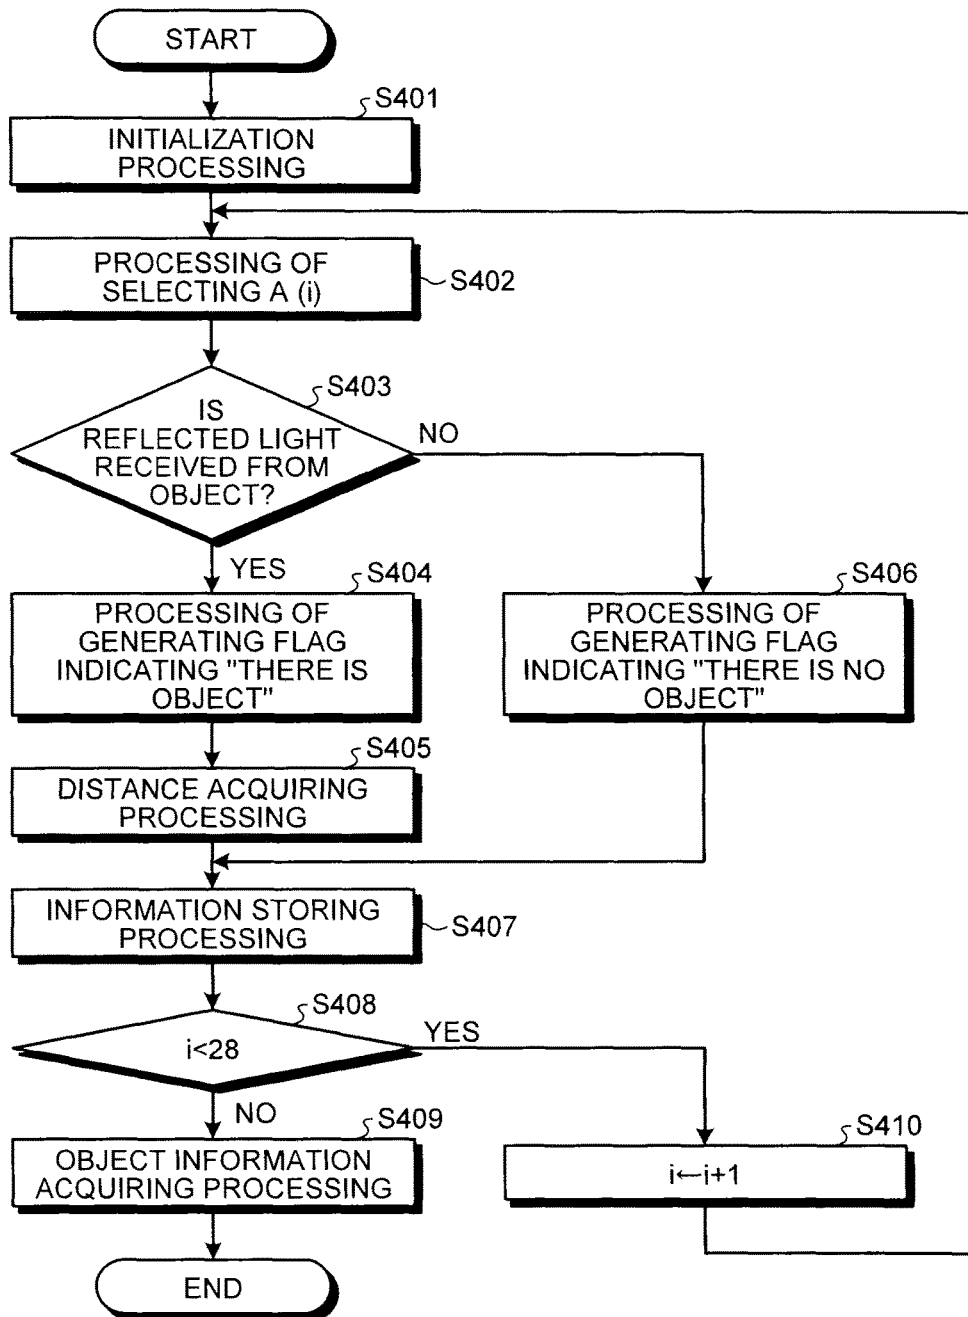 START
S401
INITIALIZATION
PROCESSING
PROCESSING OF
SELECTING A (i)
S402
S403
IS
REFLECTED LIGHT
RECEIVED FROM
OBJECT?
NO
YES
S404
PROCESSING OF
GENERATING FLAG
INDICATING "THERE IS
OBJECT"
S406
PROCESSING OF
GENERATING FLAG
INDICATING "THERE IS NO
OBJECT"
S405
DISTANCE ACQUIRING
PROCESSING
INFORMATION STORING
PROCESSING
S407
S408
i<28
YES
NO
S409
OBJECT INFORMATION
ACQUIRING PROCESSING
S410
i←i+1
END